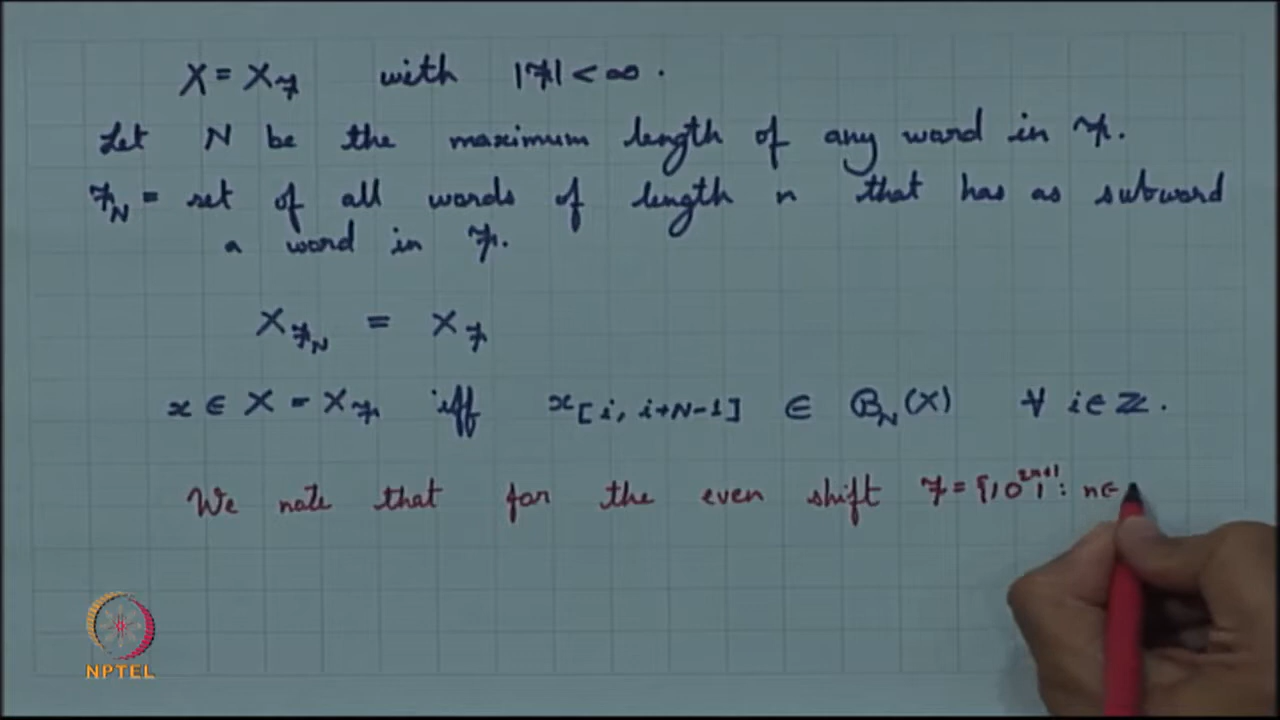 X = X_ℱ with |ℱ| < ∞.
Let N be the maximum length of any word in ℱ.
ℱ_N = set of all words of length n that has as subword
a word in ℱ.
X_ℱ_N = X_ℱ
x ∈ X = X_ℱ iff x_[i, i+N-1] ∈ B_N(X) ∀ i ∈ ℤ.
We note that for the even shift ℱ = {10^{2n+1}1 : n ∈
NPTEL